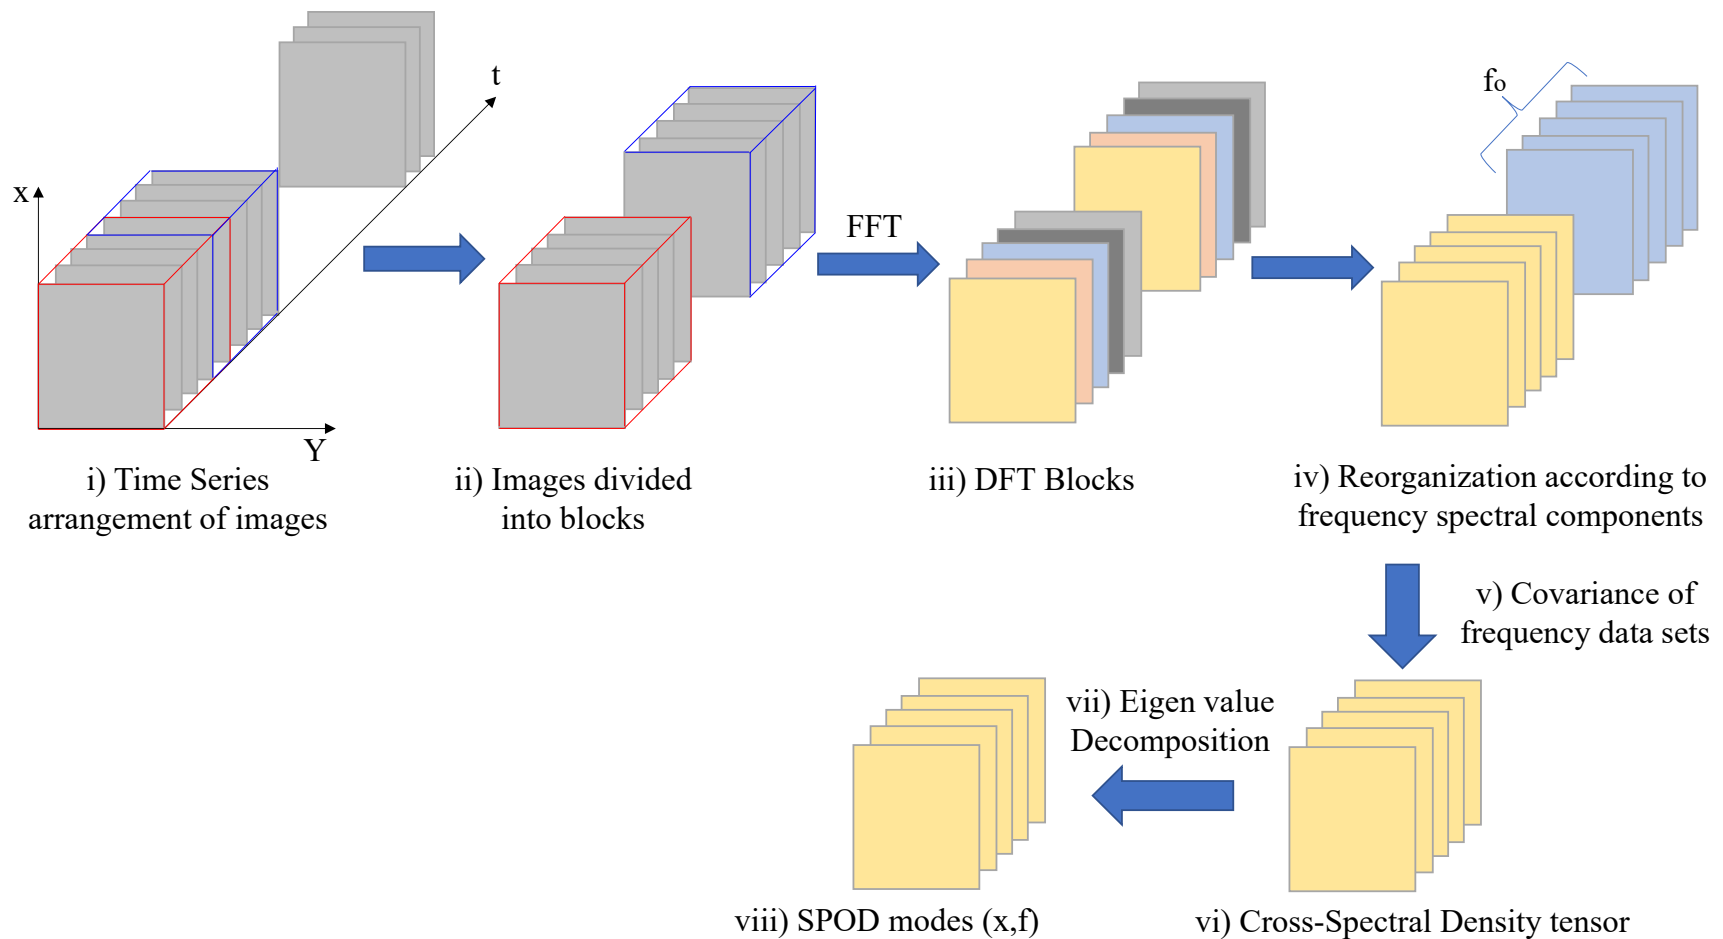 t
x
Y
FFT
fo
i) Time Series
arrangement of images
ii) Images divided
into blocks
iii) DFT Blocks
iv) Reorganization according to
frequency spectral components
v) Covariance of
frequency data sets
vi) Cross-Spectral Density tensor
vii) Eigen value
Decomposition
viii) SPOD modes (x,f)